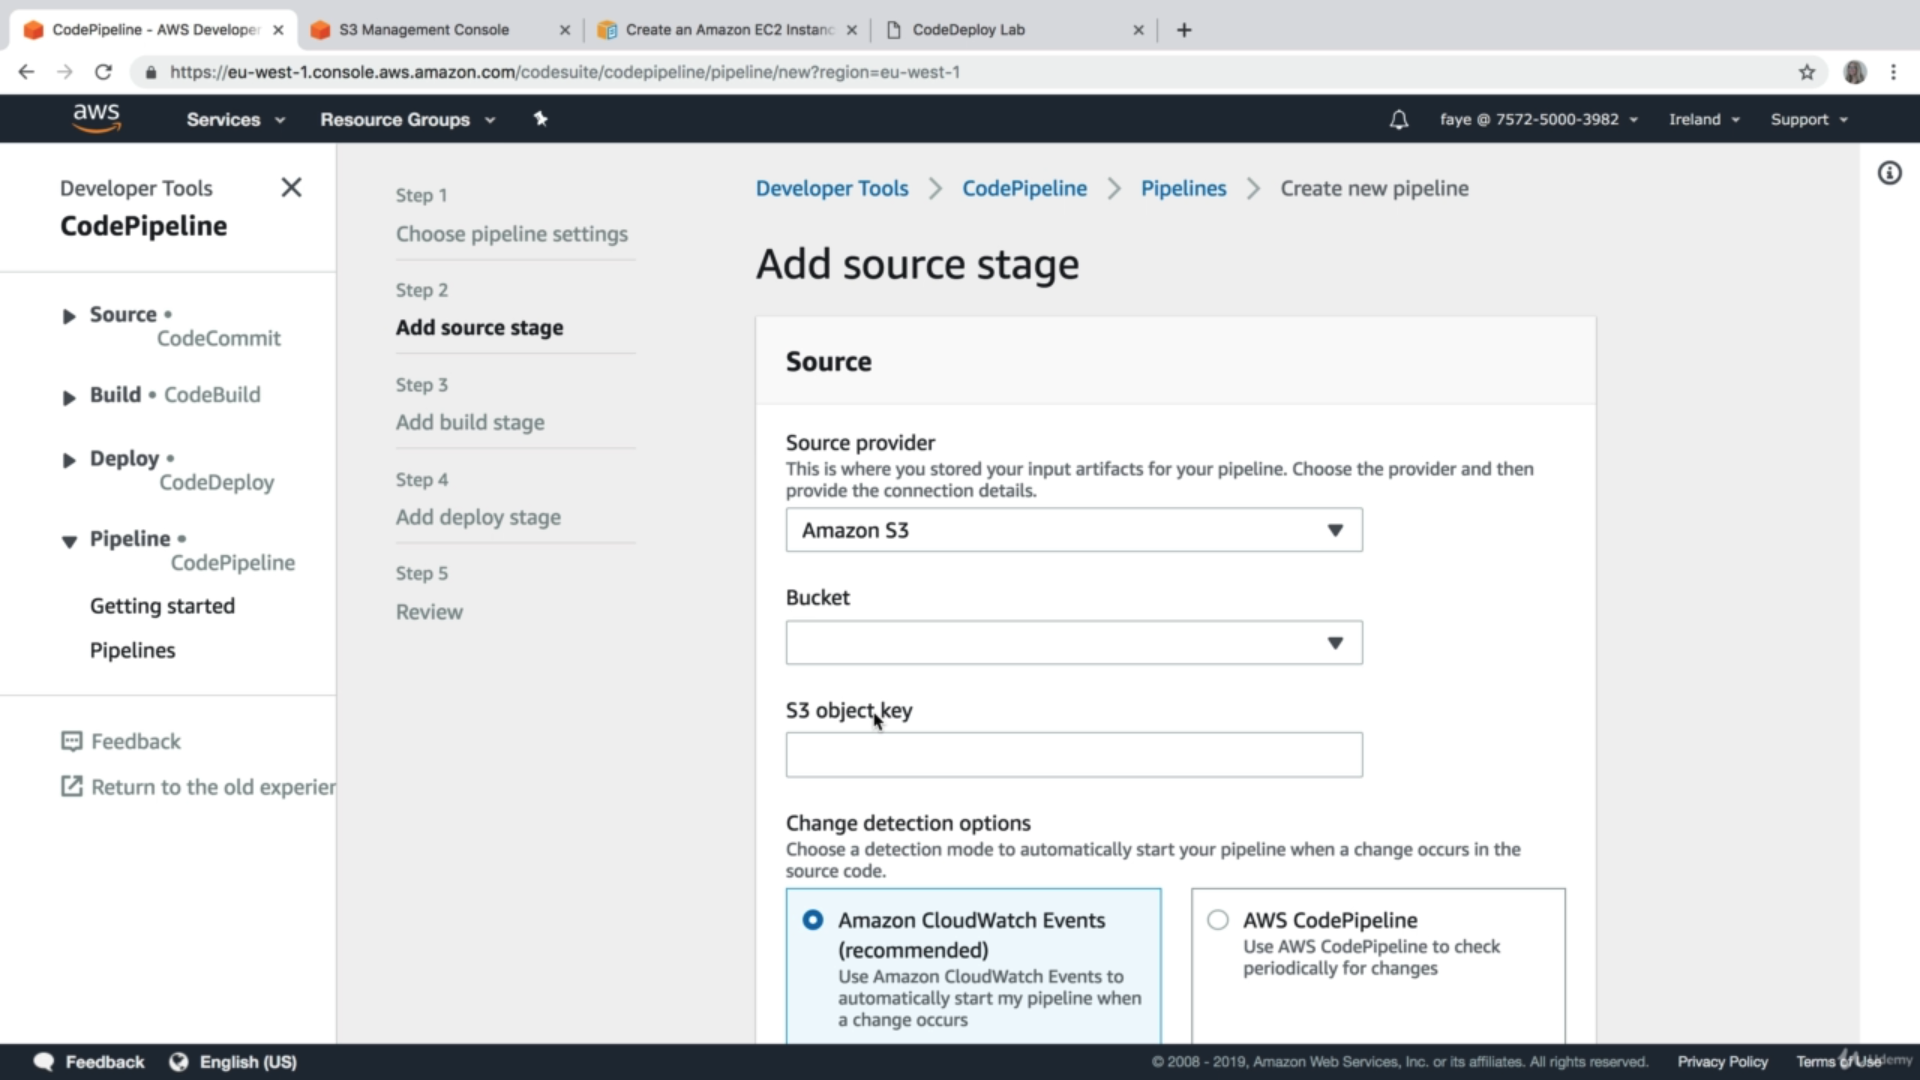 CodePipeline - AWS Developer
S3 Management Console
Create an Amazon EC2 Instanc
CodeDeploy Lab
https://eu-west-1.console.aws.amazon.com/codesuite/codepipeline/pipeline/new?region=eu-west-1
aws
Services
Resource Groups
faye @ 7572-5000-3982
Ireland
Support
Developer Tools
CodePipeline
Source •
CodeCommit
Build • CodeBuild
Deploy •
CodeDeploy
Pipeline •
CodePipeline
Getting started
Pipelines
Feedback
Return to the old experier
Step 1
Choose pipeline settings
Step 2
Add source stage
Step 3
Add build stage
Step 4
Add deploy stage
Step 5
Review
Developer Tools > CodePipeline > Pipelines > Create new pipeline
Add source stage
Source
Source provider
This is where you stored your input artifacts for your pipeline. Choose the provider and then
provide the connection details.
Amazon S3
Bucket
S3 object key
Change detection options
Choose a detection mode to automatically start your pipeline when a change occurs in the
source code.
Amazon CloudWatch Events
(recommended)
Use Amazon CloudWatch Events to
automatically start my pipeline when
a change occurs
AWS CodePipeline
Use AWS CodePipeline to check
periodically for changes
Feedback
English (US)
© 2008 - 2019, Amazon Web Services, Inc. or its affiliates. All rights reserved.
Privacy Policy
Terms of Use